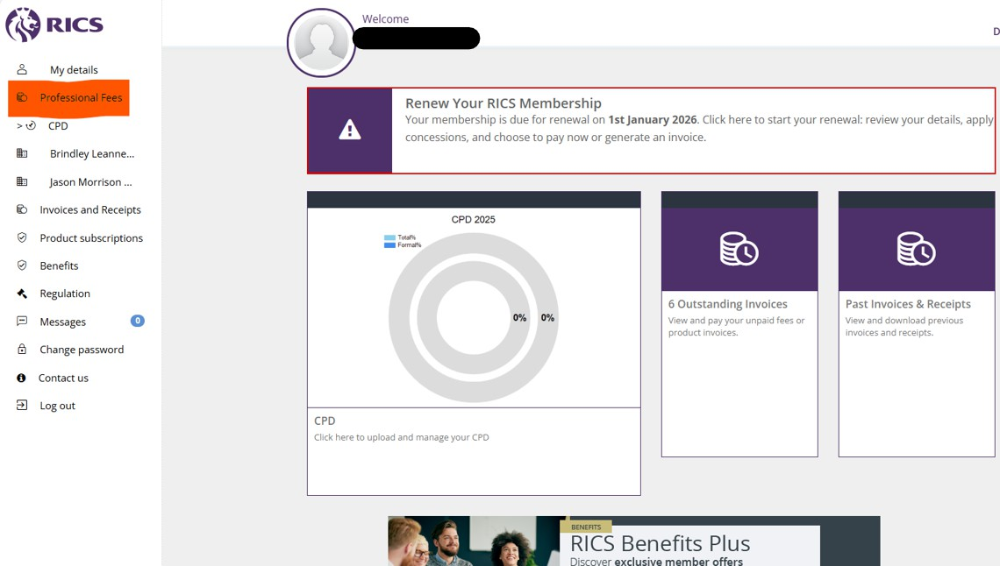 RICS
Welcome
D
My details
Professional Fees
> CPD
Brindley Leanne...
Jason Morrison ...
Invoices and Receipts
Product subscriptions
Benefits
Regulation
Messages 0
Change password
Contact us
Log out
Renew Your RICS Membership
Your membership is due for renewal on 1st January 2026. Click here to start your renewal: review your details, apply
concessions, and choose to pay now or generate an invoice.
CPD 2025
Total%
Formal%
0% 0%
CPD
Click here to upload and manage your CPD
6 Outstanding Invoices
View and pay your unpaid fees or
product invoices.
Past Invoices & Receipts
View and download previous
invoices and receipts.
BENEFITS
RICS Benefits Plus
Discover exclusive member offers